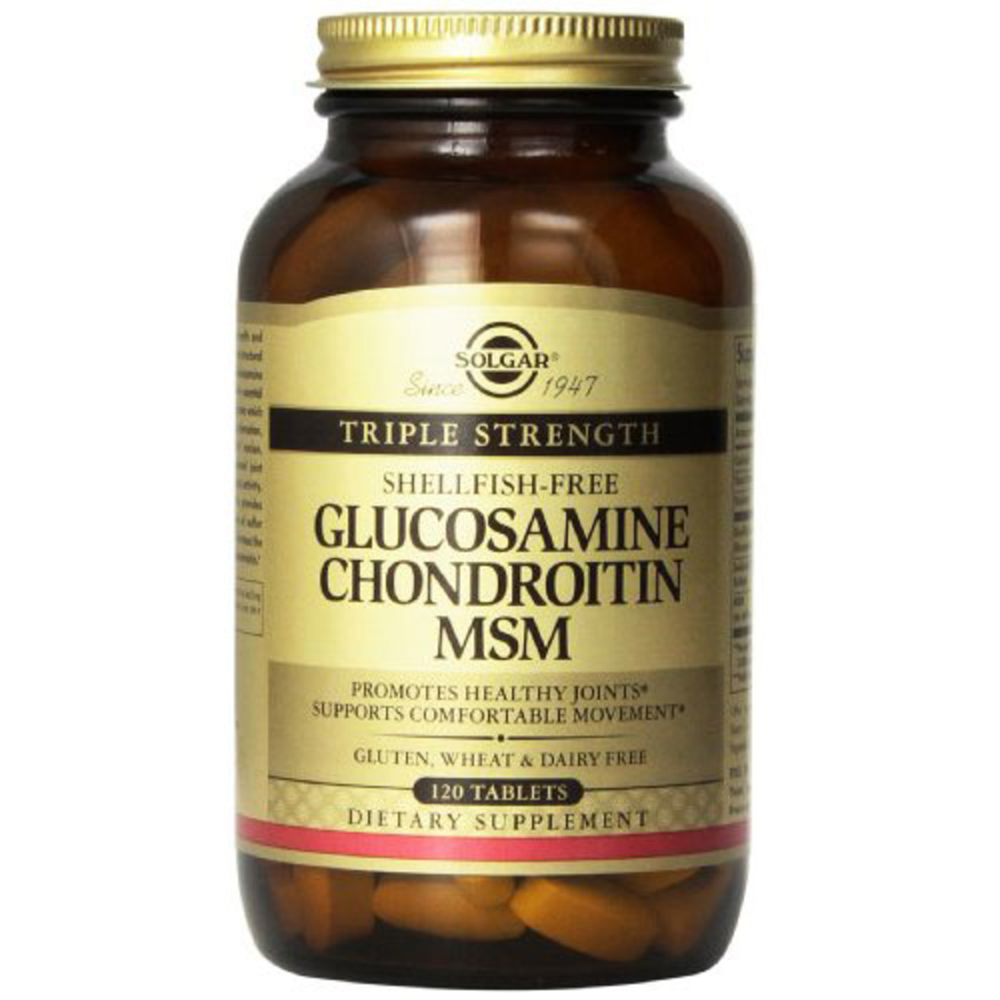 SOLGAR®
Since 1947
TRIPLE STRENGTH
SHELLFISH-FREE
GLUCOSAMINE
CHONDROITIN
MSM
PROMOTES HEALTHY JOINTS*
SUPPORTS COMFORTABLE MOVEMENT*
GLUTEN, WHEAT & DAIRY FREE
120 TABLETS
DIETARY SUPPLEMENT